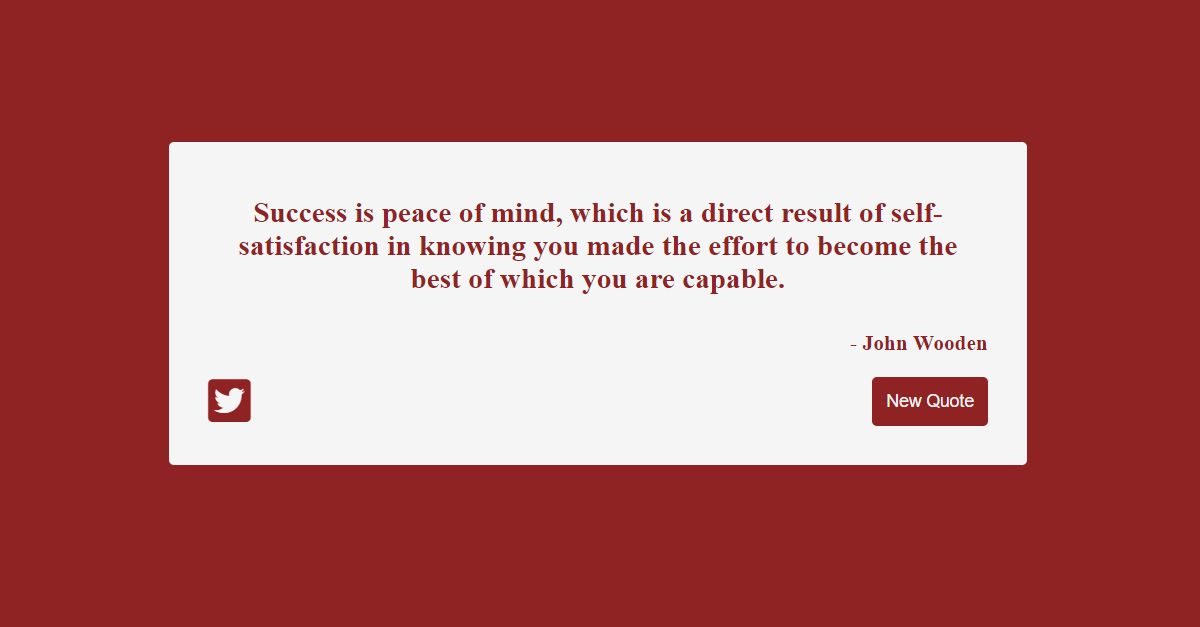 Success is peace of mind, which is a direct result of self-
satisfaction in knowing you made the effort to become the
best of which you are capable.
- John Wooden
New Quote